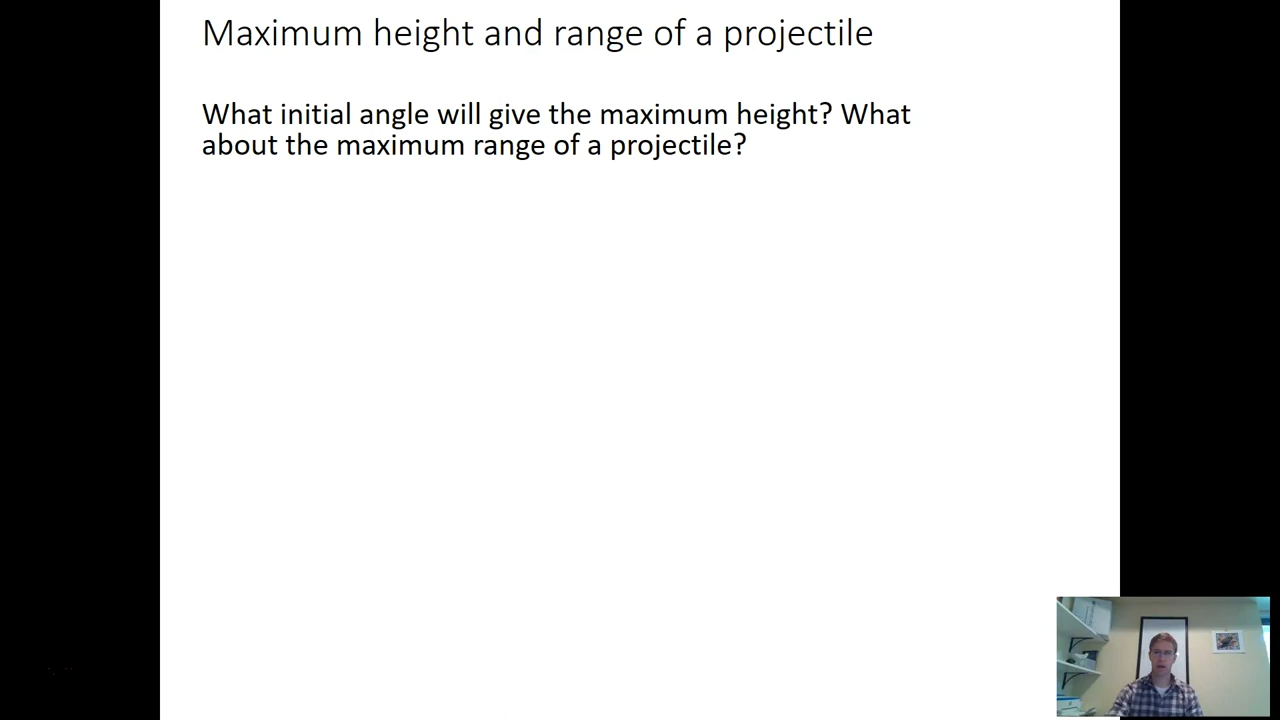 Maximum height and range of a projectile
What initial angle will give the maximum height? What
about the maximum range of a projectile?